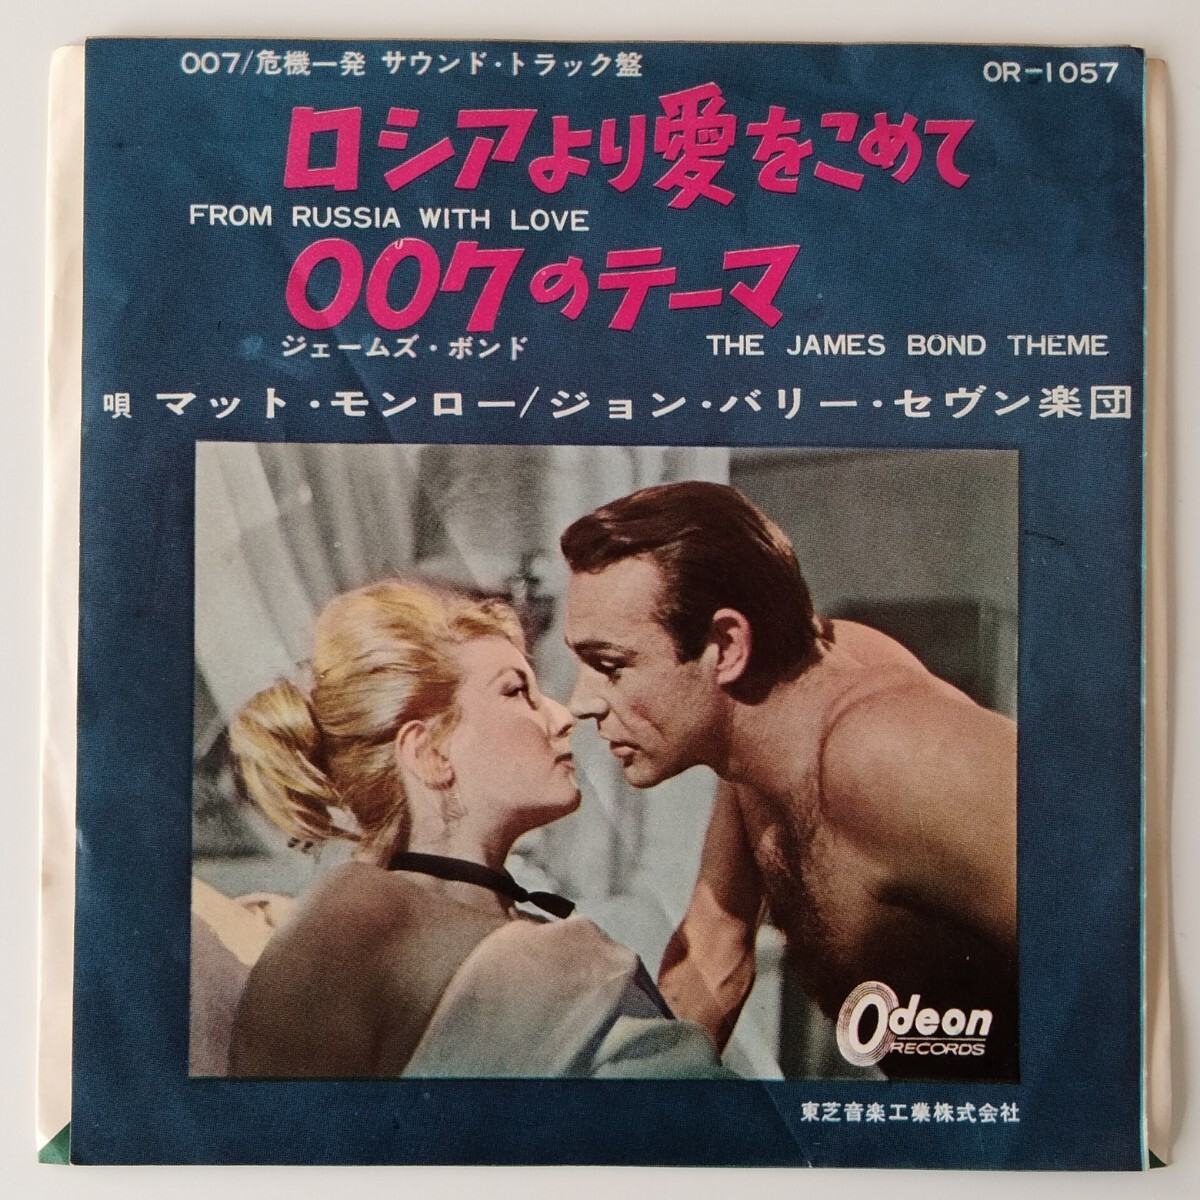 007/危機一発 サウンド・トラック盤 OR-1057
ロシアより愛をこめて
FROM RUSSIA WITH LOVE
007のテーマ
ジェームズ・ボンド THE JAMES BOND THEME
唄 マット・モンロー/ジョン・バリー・セヴン楽団
Odeon
RECORDS
東芝音楽工業株式会社